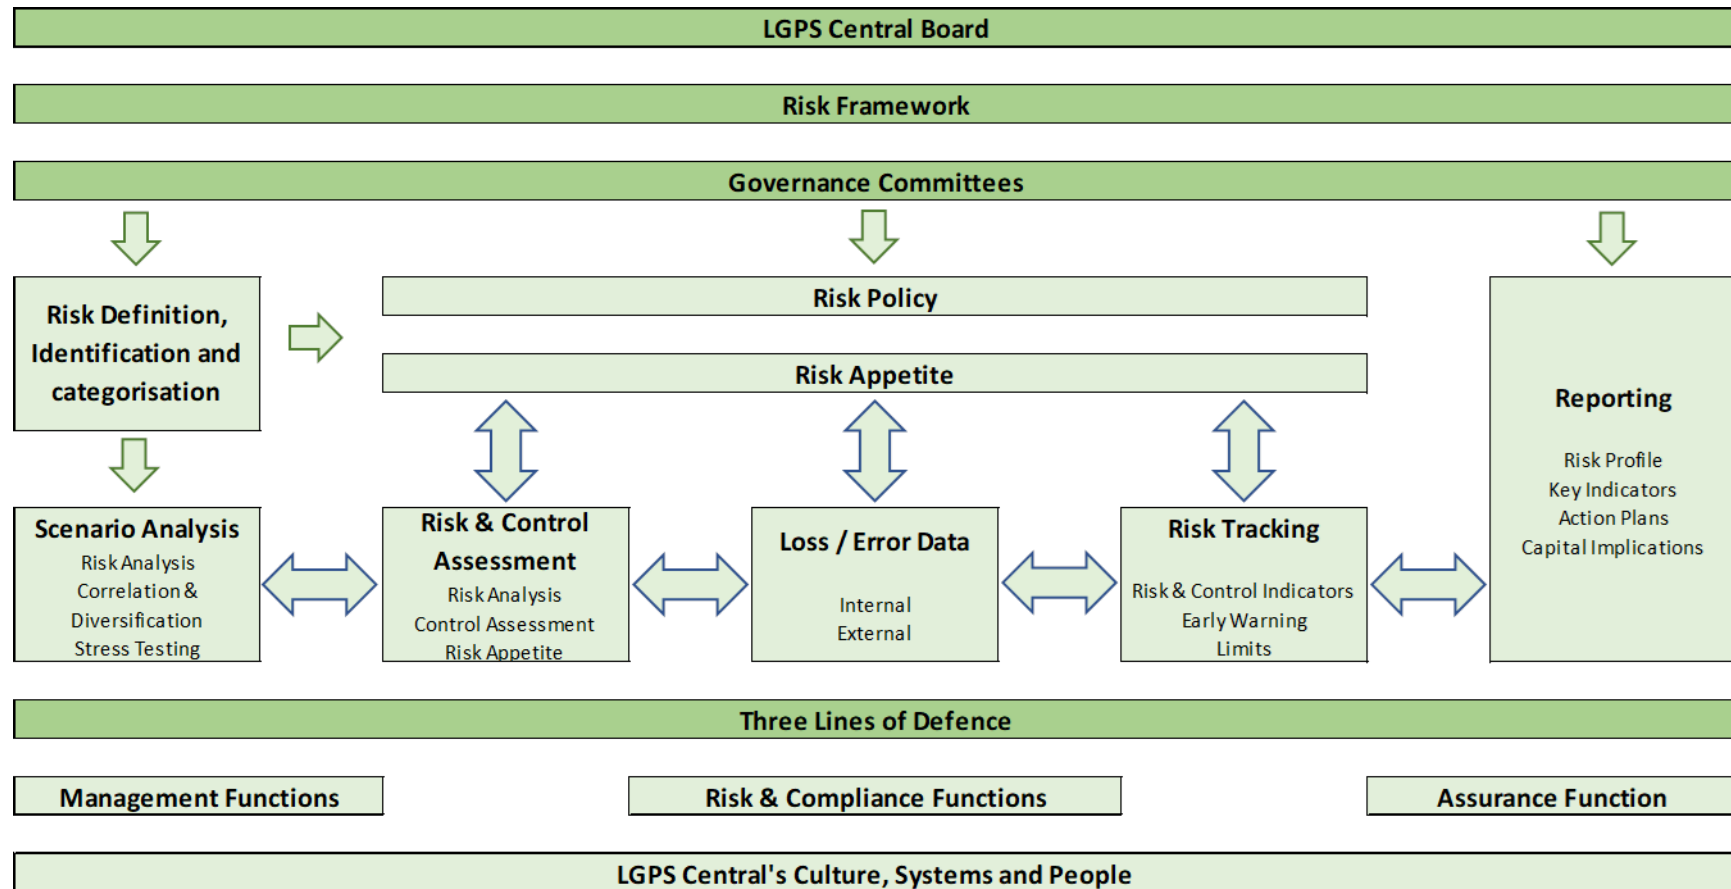 LGPS Central Board
Risk Framework
Governance Committees
Risk Definition,
Identification and
categorisation
Risk Policy
Risk Appetite
Reporting
Risk Profile
Key Indicators
Action Plans
Capital Implications
Scenario Analysis
Risk Analysis
Correlation &
Diversification
Stress Testing
Risk & Control
Assessment
Risk Analysis
Control Assessment
Risk Appetite
Loss / Error Data
Internal
External
Risk Tracking
Risk & Control Indicators
Early Warning
Limits
Three Lines of Defence
Management Functions
Risk & Compliance Functions
Assurance Function
LGPS Central's Culture, Systems and People